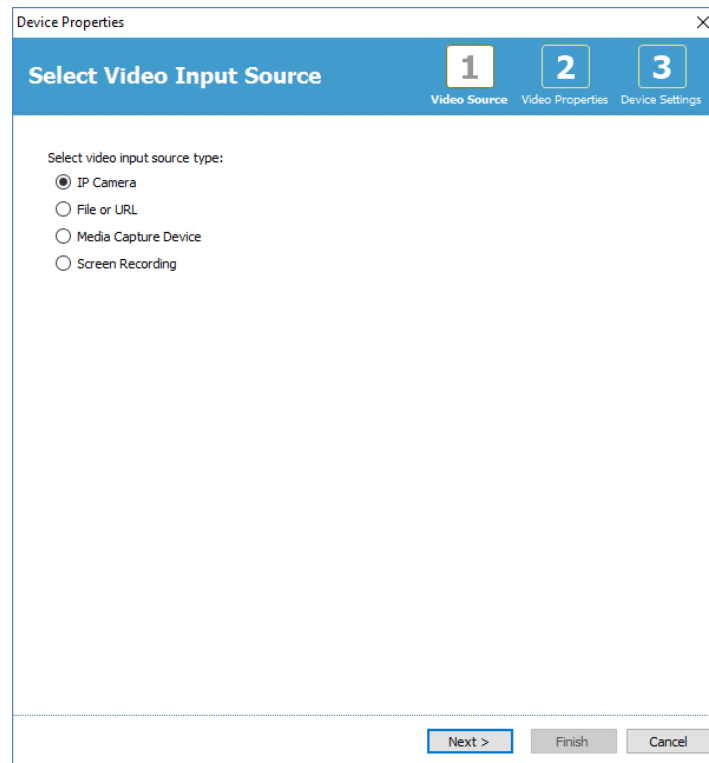 Device Properties
Select Video Input Source
1 2 3
Video Source Video Properties Device Settings
Select video input source type:
IP Camera
File or URL
Media Capture Device
Screen Recording
Next > Finish Cancel